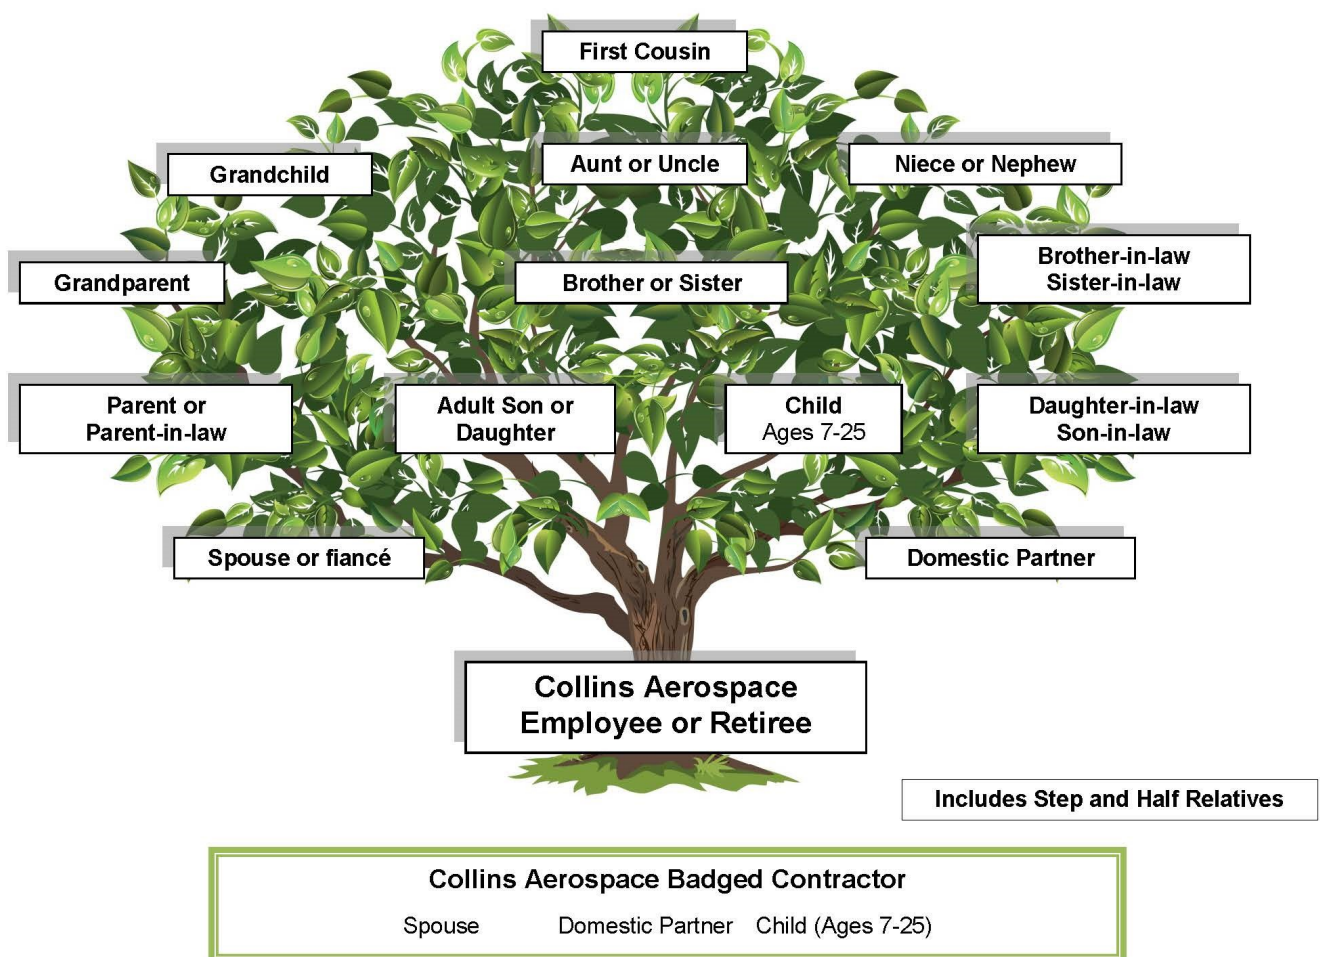 First Cousin
Grandchild
Aunt or Uncle
Niece or Nephew
Grandparent
Brother or Sister
Brother-in-law
Sister-in-law
Parent or
Parent-in-law
Adult Son or
Daughter
Child
Ages 7-25
Daughter-in-law
Son-in-law
Spouse or fiancé
Domestic Partner
Collins Aerospace
Employee or Retiree
Includes Step and Half Relatives
Collins Aerospace Badged Contractor
Spouse Domestic Partner Child (Ages 7-25)